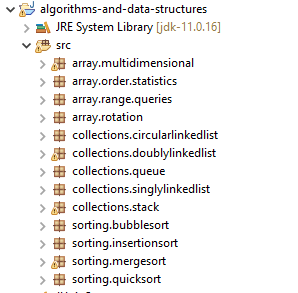 algorithms-and-data-structures
JRE System Library [jdk-11.0.16]
src
array.multidimensional
array.order.statistics
array.range.queries
array.rotation
collections.circularlinkedlist
collections.doublylinkedlist
collections.queue
collections.singlylinkedlist
collections.stack
sorting.bubblesort
sorting.insertionsort
sorting.mergesort
sorting.quicksort